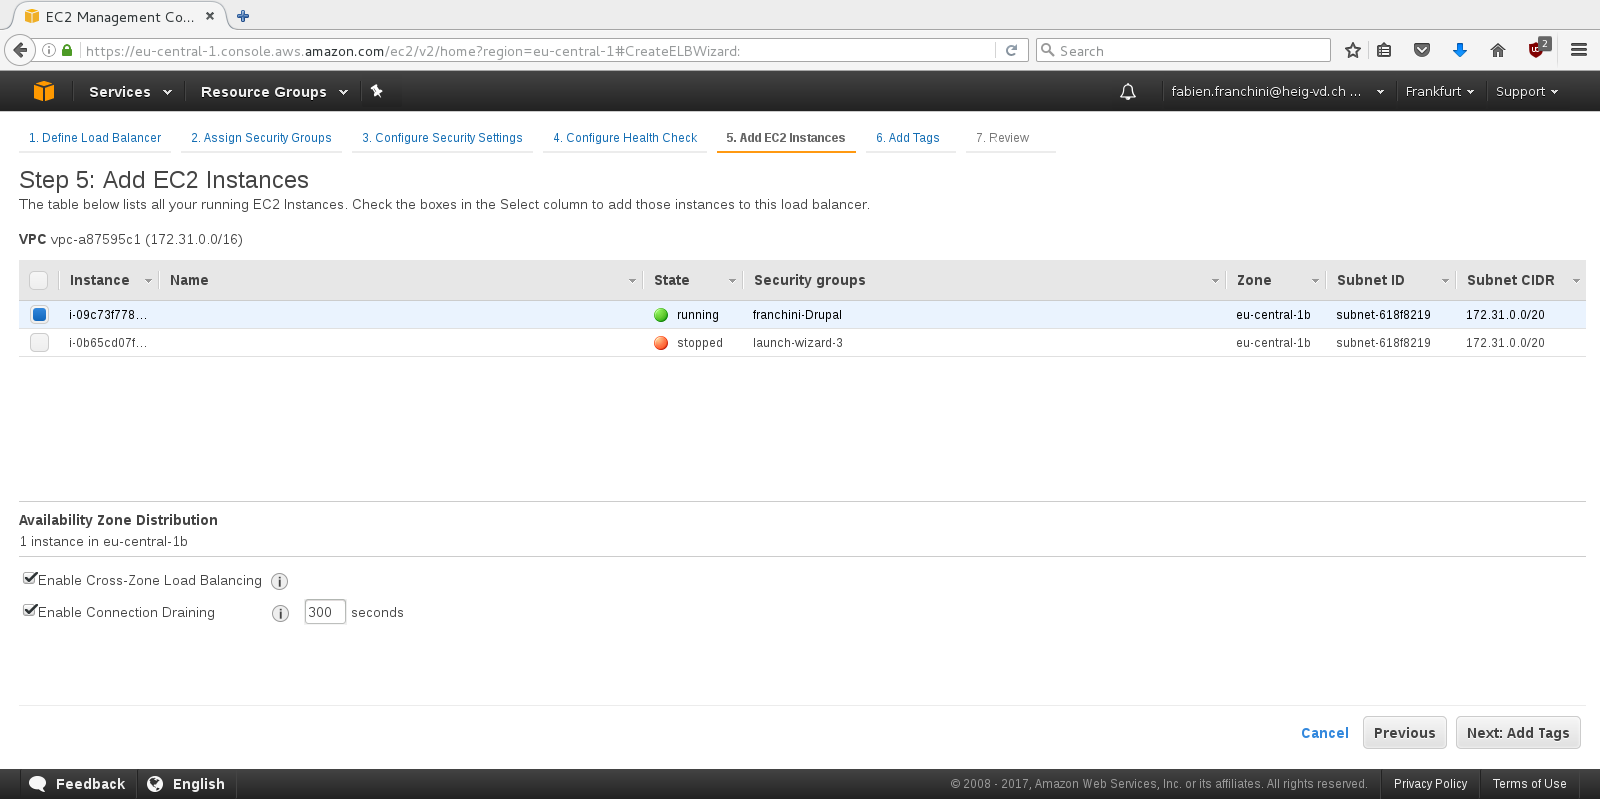 EC2 Management Co...
https://eu-central-1.console.aws.amazon.com/ec2/v2/home?region=eu-central-1#CreateELBWizard:
Search
2
Services
Resource Groups
fabien.franchini@heig-vd.ch ...
Frankfurt
Support
1. Define Load Balancer
2. Assign Security Groups
3. Configure Security Settings
4. Configure Health Check
5. Add EC2 Instances
6. Add Tags
7. Review
Step 5: Add EC2 Instances
The table below lists all your running EC2 Instances. Check the boxes in the Select column to add those instances to this load balancer.
VPC vpc-a87595c1 (172.31.0.0/16)
Instance Name State Security groups Zone Subnet ID Subnet CIDR
i-09c73f778... running franchini-Drupal eu-central-1b subnet-618f8219 172.31.0.0/20
i-0b65cd07f... stopped launch-wizard-3 eu-central-1b subnet-618f8219 172.31.0.0/20
Availability Zone Distribution
1 instance in eu-central-1b
Enable Cross-Zone Load Balancing
Enable Connection Draining 300 seconds
Cancel
Previous
Next: Add Tags
Feedback
English
© 2008 - 2017, Amazon Web Services, Inc. or its affiliates. All rights reserved.
Privacy Policy
Terms of Use